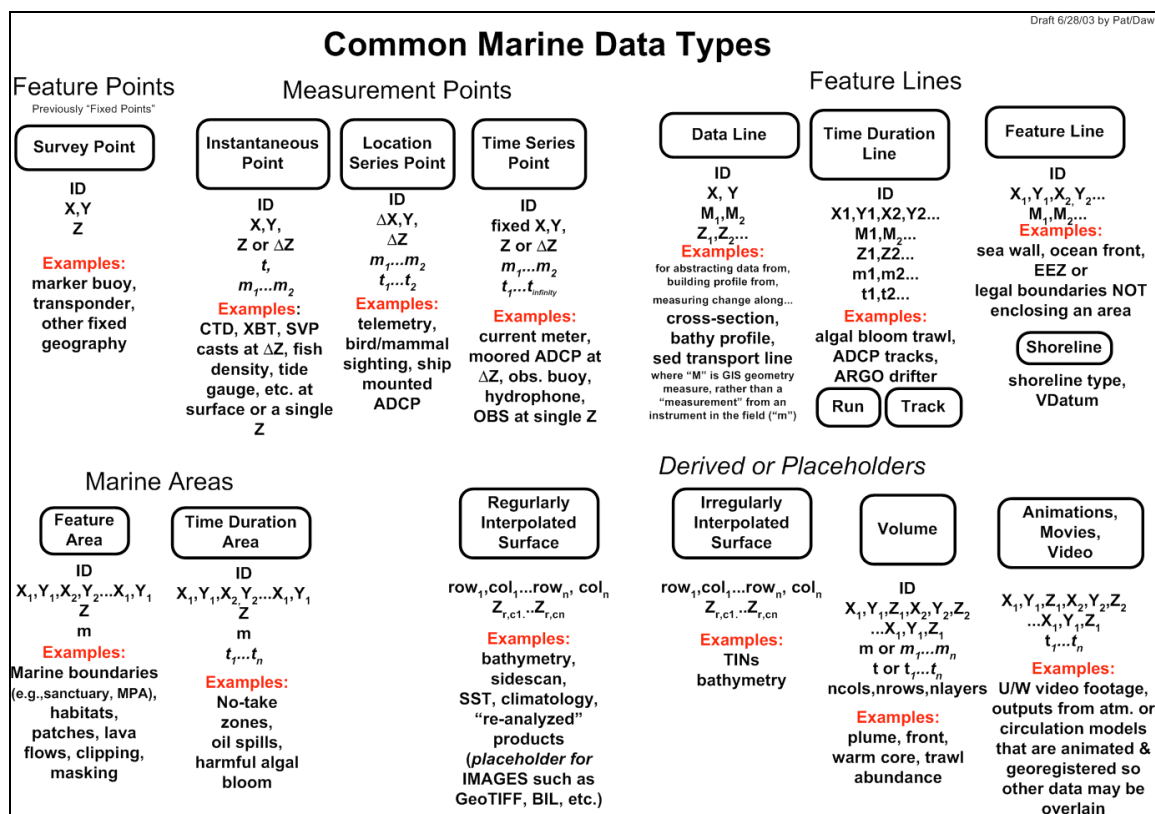 Draft 6/28/03 by Pat/Daw
Common Marine Data Types
Feature Points
Previously “Fixed Points”
Survey Point
ID
X,Y
Z
Examples:
marker buoy,
transponder,
other fixed
geography
Measurement Points
Instantaneous
Point
ID
X,Y,
Z or ΔZ
t,
m₁...m₂
Examples:
CTD, XBT, SVP
casts at ΔZ, fish
density, tide
gauge, etc. at
surface or a single
Z
Location
Series Point
ID
ΔX,Y,
ΔZ
m₁...m₂
t₁...t₂
Examples:
telemetry,
bird/mammal
sighting, ship
mounted
ADCP
Time Series
Point
ID
fixed X,Y,
Z or ΔZ
m₁...m₂
t₁...t infinity
Examples:
current meter,
moored ADCP at
ΔZ, obs. buoy,
hydrophone,
OBS at single Z
Feature Lines
Data Line
ID
X, Y
M₁,M₂
Z₁,Z₂...
Examples:
for abstracting data from,
building profile from,
measuring change along...
cross-section,
bathy profile,
sed transport line
where “M” is GIS geometry
measure, rather than a
“measurement” from an
instrument in the field (“m”)
Time Duration
Line
ID
X1,Y1,X2,Y2...
M1,M₂...
Z1,Z2...
m1,m2...
t1,t2...
Examples:
algal bloom trawl,
ADCP tracks,
ARGO drifter
Run
Track
Feature Line
ID
X₁,Y₁,X₂,Y₂...
M₁,M₂...
Examples:
sea wall, ocean front,
EEZ or
legal boundaries NOT
enclosing an area
Shoreline
shoreline type,
VDatum
Marine Areas
Feature
Area
ID
X₁,Y₁,X₂,Y₂...X₁,Y₁
Z
m
Examples:
Marine boundaries
(e.g.,sanctuary, MPA),
habitats,
patches, lava
flows, clipping,
masking
Time Duration
Area
ID
X₁,Y₁,X₂,Y₂...X₁,Y₁
Z
m
t₁...tₙ
Examples:
No-take
zones,
oil spills,
harmful algal
bloom
Regurlarly
Interpolated
Surface
row₁,col₁...rowₙ, colₙ
Z r,c1...Z r,cn
Examples:
bathymetry,
sidescan,
SST, climatology,
“re-analyzed”
products
(placeholder for
IMAGES such as
GeoTIFF, BIL, etc.)
Derived or Placeholders
Irregularly
Interpolated
Surface
row₁,col₁...rowₙ, colₙ
Z r,c1...Z r,cn
Examples:
TINs
bathymetry
Volume
ID
X₁,Y₁,Z₁,X₂,Y₂,Z₂
...X₁,Y₁,Z₁
m or m₁...mₙ
t or t₁...tₙ
ncols,nrows,nlayers
Examples:
plume, front,
warm core, trawl
abundance
Animations,
Movies,
Video
X₁,Y₁,Z₁,X₂,Y₂,Z₂
...X₁,Y₁,Z₁
t₁...tₙ
Examples:
U/W video footage,
outputs from atm. or
circulation models
that are animated &
georegistered so
other data may be
overlain